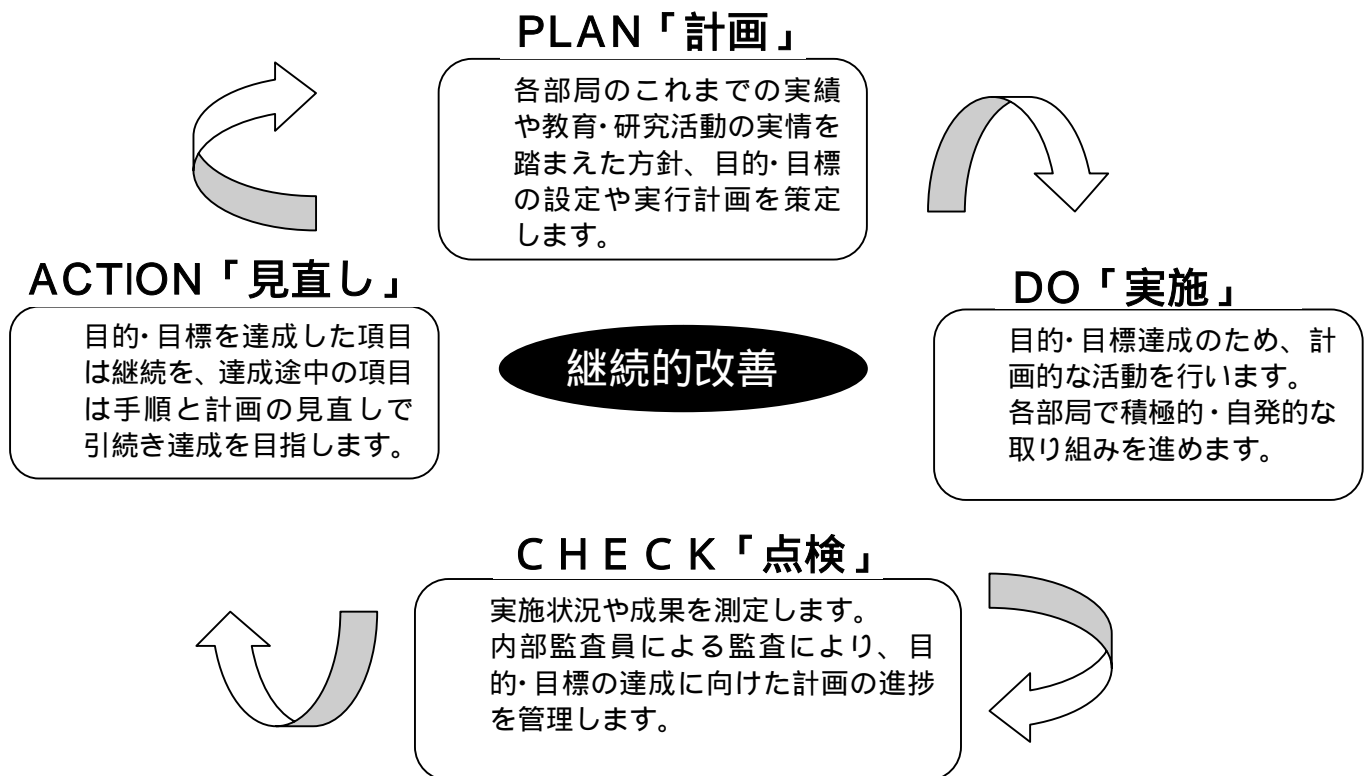 PLAN「計画」
各部局のこれまでの実績
や教育・研究活動の実情を
踏まえた方針、目的・目標
の設定や実行計画を策定
します。
ACTION「見直し」
目的・目標を達成した項目
は継続を、達成途中の項目
は手順と計画の見直しで
引続き達成を目指します。
継続的改善
DO「実施」
目的・目標達成のため、計
画的な活動を行います。
各部局で積極的・自発的な
取り組みを進めます。
CHECK「点検」
実施状況や成果を測定します。
内部監査員による監査により、目
的・目標の達成に向けた計画の進捗
を管理します。